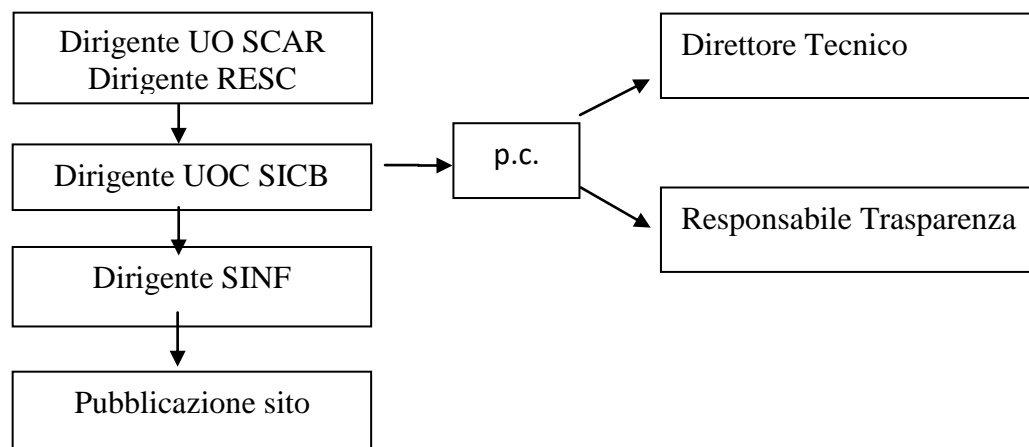 Dirigente UO SCAR
Dirigente RESC
Dirigente UOC SICB
Dirigente SINF
Pubblicazione sito
p.c.
Direttore Tecnico
Responsabile Trasparenza